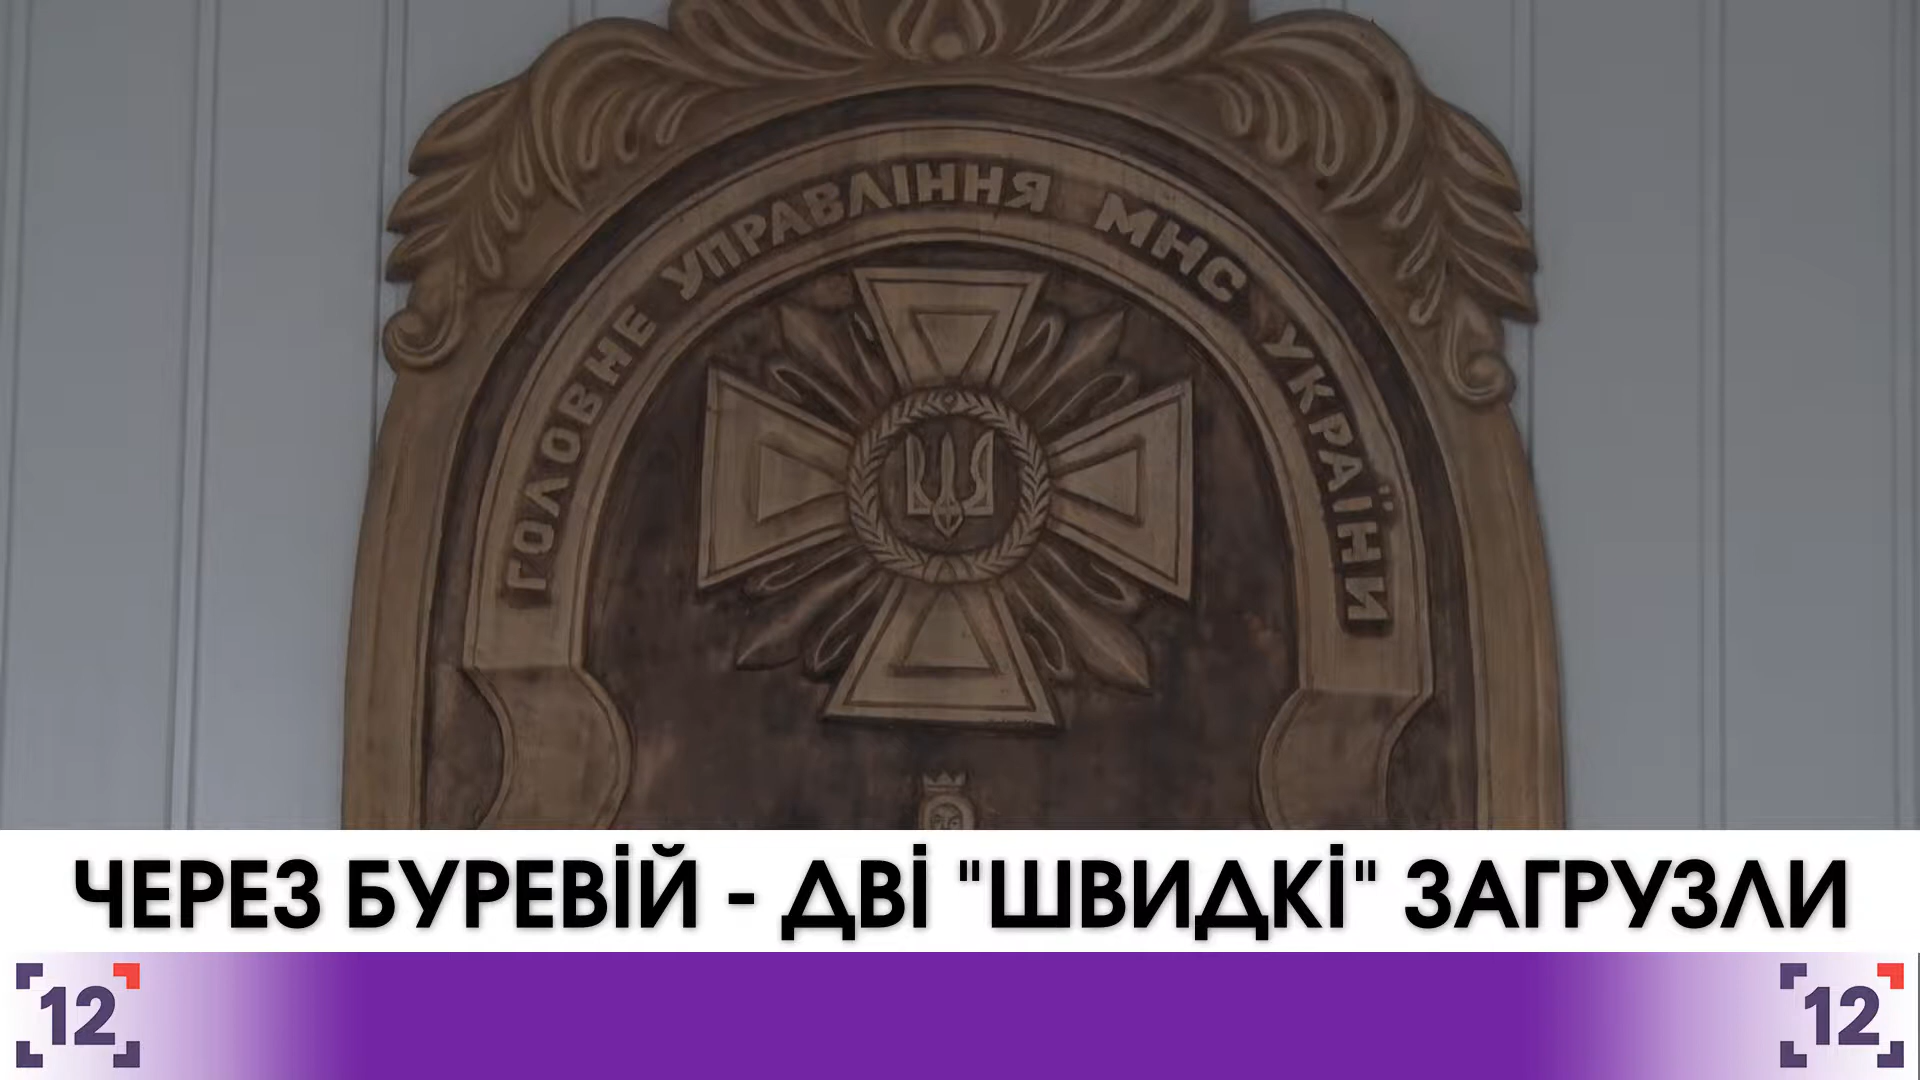 ГОЛОВНЕ УПРАВЛІННЯ МНС УКРАЇНИ
ЧЕРЕЗ БУРЕВІЙ - ДВІ "ШВИДКІ" ЗАГРУЗЛИ
12
12